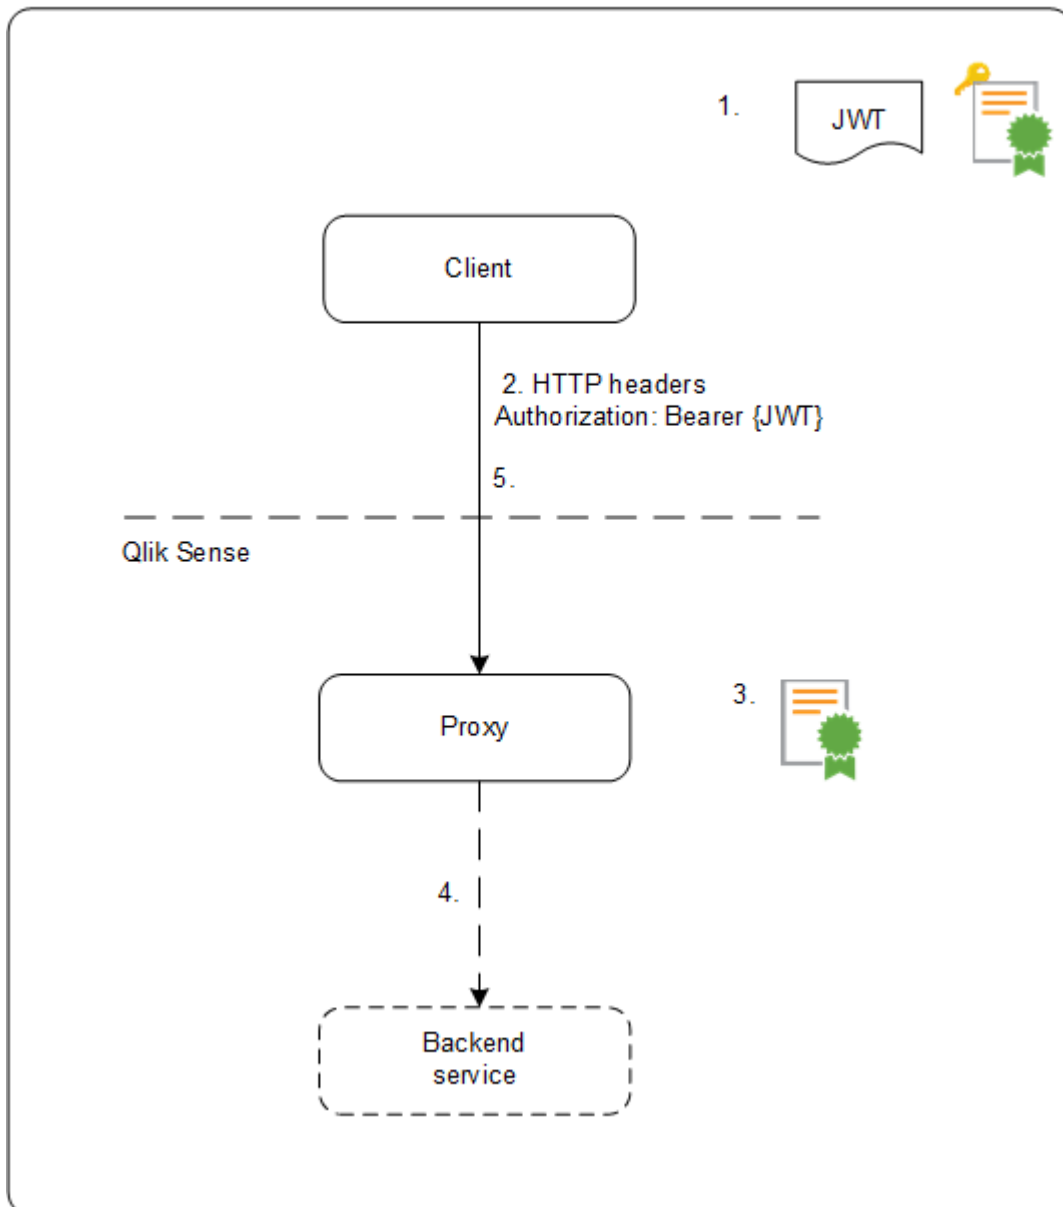 1.
JWT
Client
2. HTTP headers
Authorization: Bearer {JWT}
5.
Qlik Sense
Proxy
3.
4.
Backend
service